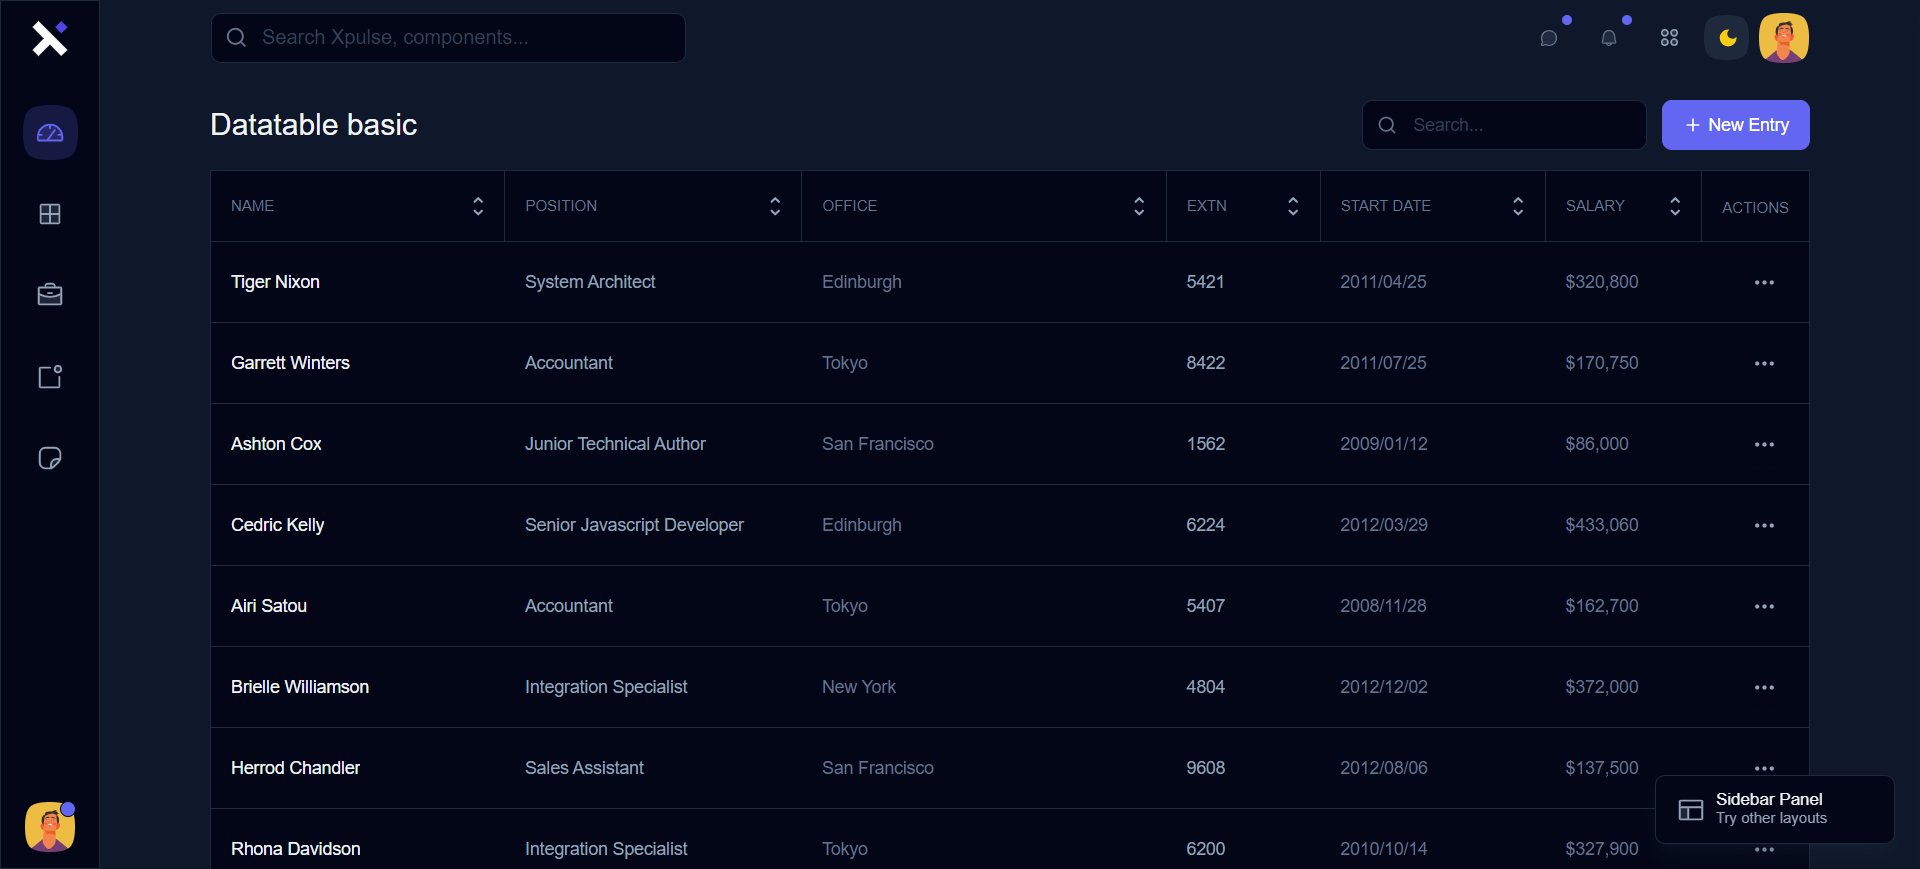 Search Xpulse, components...
Datatable basic
Search...
New Entry
NAME POSITION OFFICE EXTN START DATE SALARY ACTIONS
Tiger Nixon System Architect Edinburgh 5421 2011/04/25 $320,800
Garrett Winters Accountant Tokyo 8422 2011/07/25 $170,750
Ashton Cox Junior Technical Author San Francisco 1562 2009/01/12 $86,000
Cedric Kelly Senior Javascript Developer Edinburgh 6224 2012/03/29 $433,060
Airi Satou Accountant Tokyo 5407 2008/11/28 $162,700
Brielle Williamson Integration Specialist New York 4804 2012/12/02 $372,000
Herrod Chandler Sales Assistant San Francisco 9608 2012/08/06 $137,500
Sidebar Panel
Try other layouts
Rhona Davidson Integration Specialist Tokyo 6200 2010/10/14 $327,900